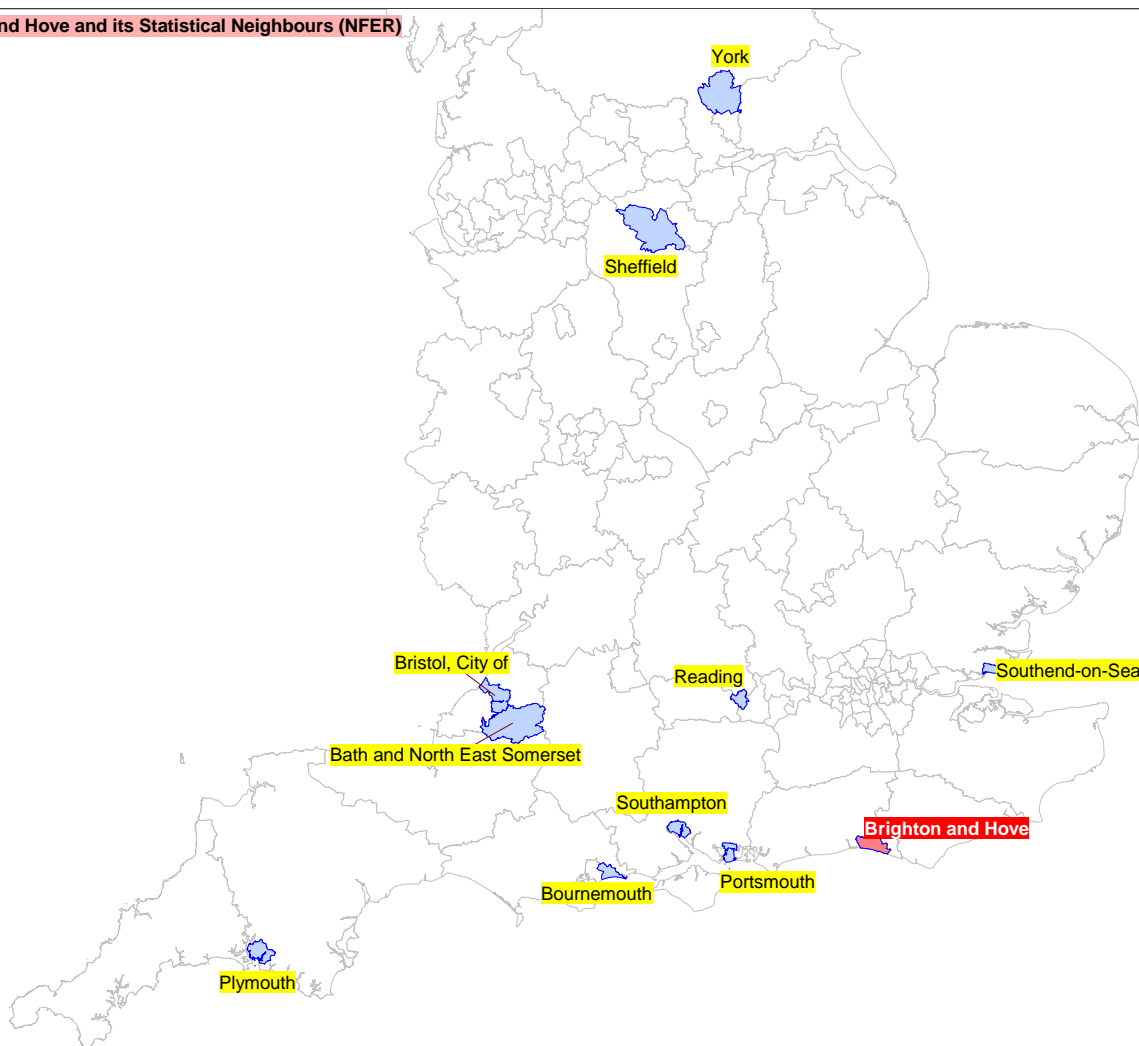 nd Hove and its Statistical Neighbours (NFER)
York
Sheffield
Bristol, City of
Reading
Southend-on-Sea
Bath and North East Somerset
Southampton
Brighton and Hove
Portsmouth
Bournemouth
Plymouth